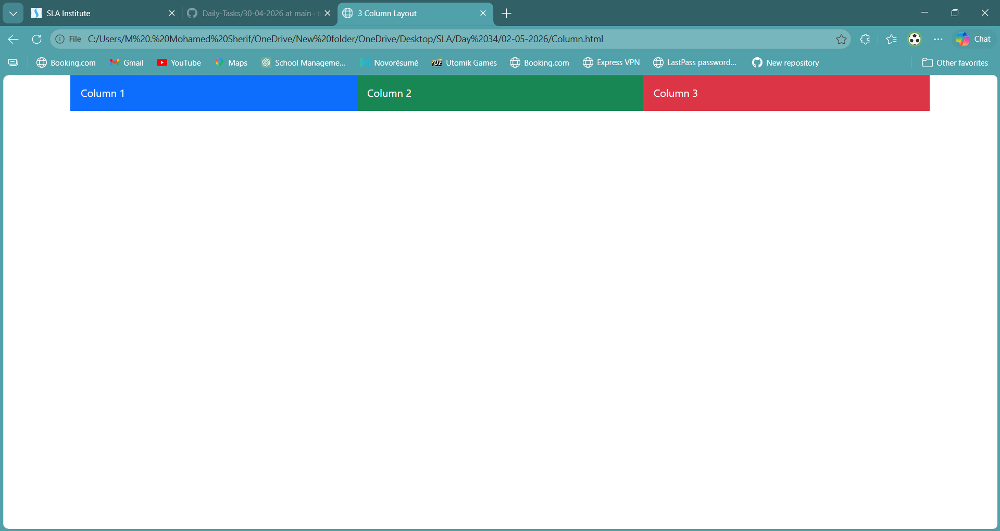 SLA Institute
Daily-Tasks/30-04-2026 at main · t
3 Column Layout
File C:/Users/M%20.%20Mohamed%20Sherif/OneDrive/New%20folder/OneDrive/Desktop/SLA/Day%2034/02-05-2026/Column.html
Chat
Booking.com Gmail YouTube Maps School Manageme... Novorésumé Utomik Games Booking.com Express VPN LastPass password... New repository Other favorites
Column 1 Column 2 Column 3